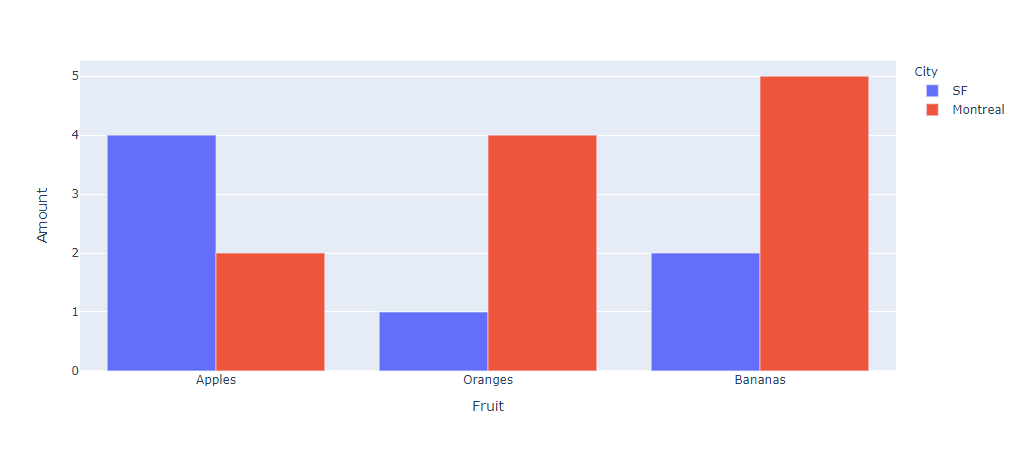 City
SF
Montreal
Amount
5
4
3
2
1
0
Apples
Oranges
Bananas
Fruit